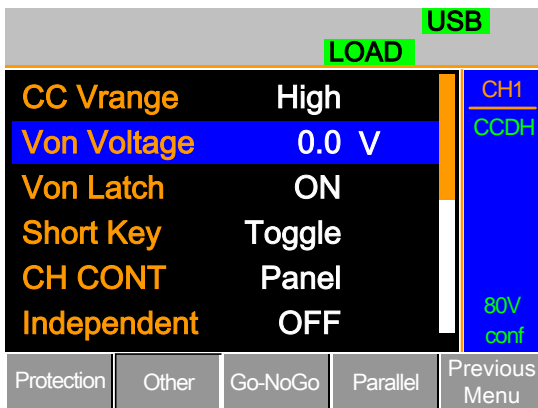 USB
LOAD
CC Vrange High
Von Voltage 0.0 V
Von Latch ON
Short Key Toggle
CH CONT Panel
Independent OFF
CH1
CCDH
80V
conf
Protection Other Go-NoGo Parallel Previous
Menu